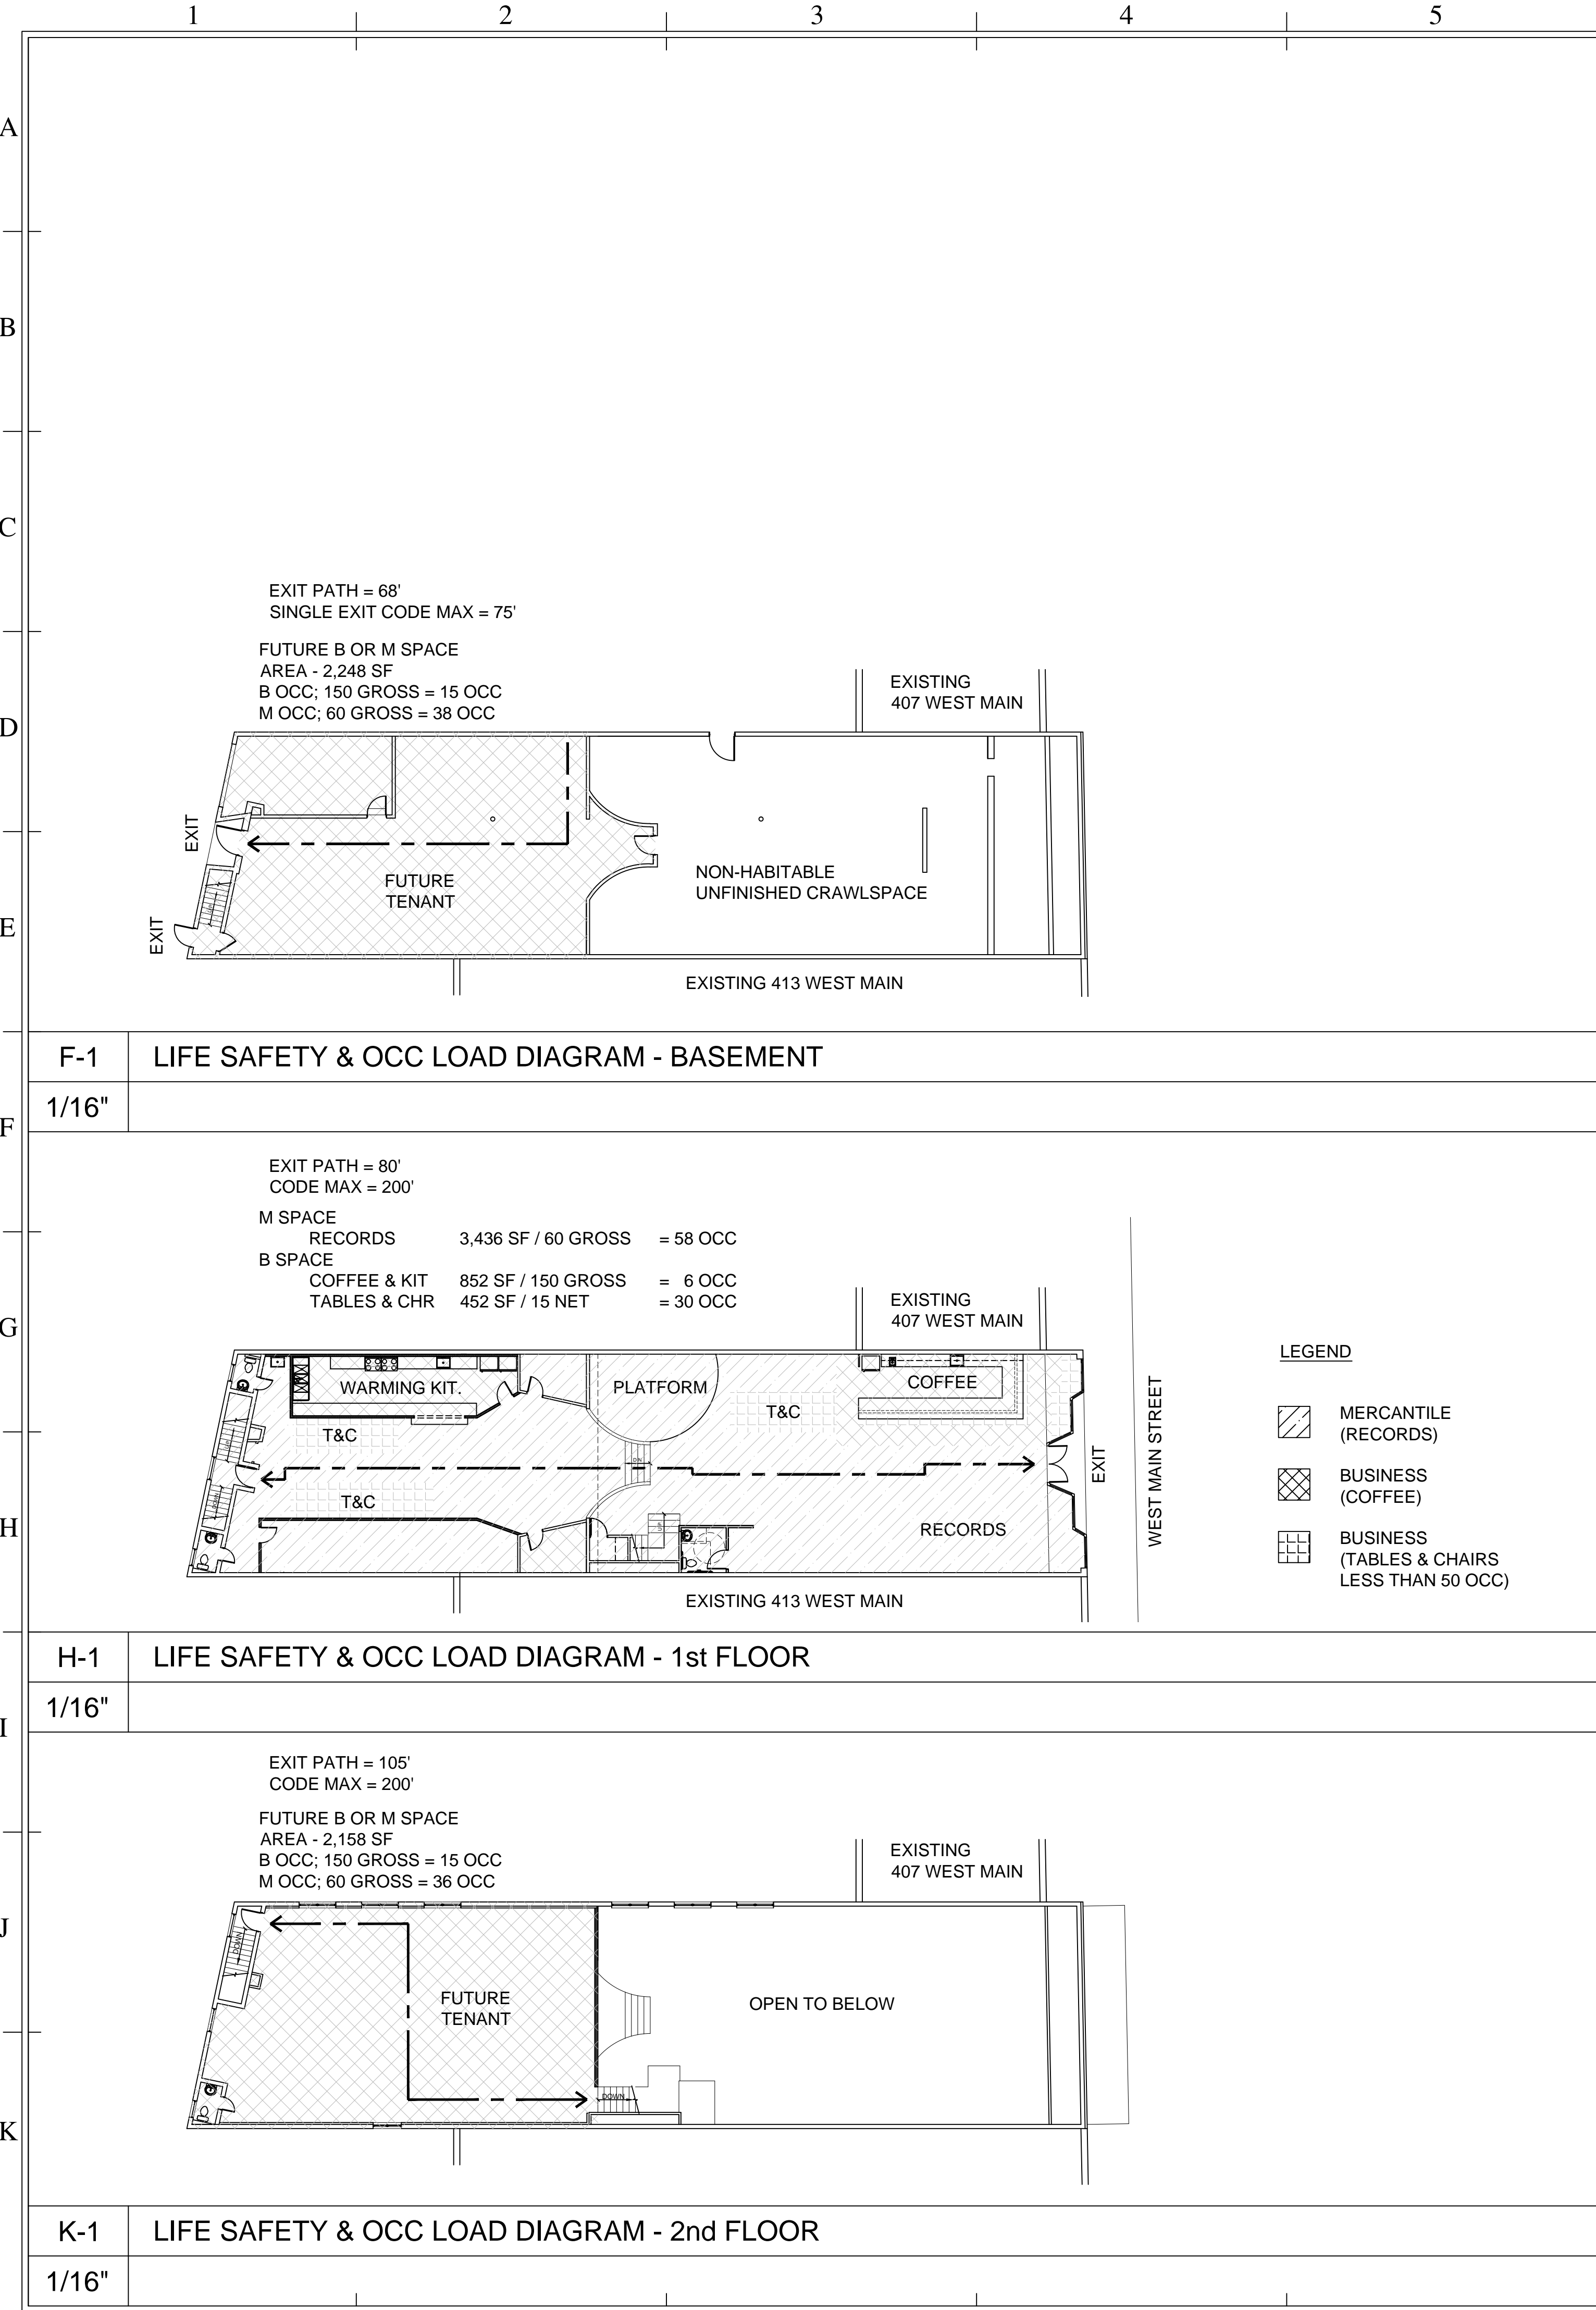 1 2 3 4 5
A
B
C
EXIT PATH = 68'
SINGLE EXIT CODE MAX = 75'
FUTURE B OR M SPACE
AREA - 2,248 SF
B OCC; 150 GROSS = 15 OCC
M OCC; 60 GROSS = 38 OCC
EXISTING
407 WEST MAIN
D
EXIT
FUTURE
TENANT
NON-HABITABLE
UNFINISHED CRAWLSPACE
E
EXIT
EXISTING 413 WEST MAIN
F-1 LIFE SAFETY & OCC LOAD DIAGRAM - BASEMENT
1/16"
F
EXIT PATH = 80'
CODE MAX = 200'
M SPACE
RECORDS 3,436 SF / 60 GROSS = 58 OCC
B SPACE
COFFEE & KIT 852 SF / 150 GROSS = 6 OCC
TABLES & CHR 452 SF / 15 NET = 30 OCC
EXISTING
407 WEST MAIN
G
WARMING KIT.
PLATFORM
T&C
COFFEE
T&C
DN
T&C
UP
RECORDS
DOWN
EXIT
WEST MAIN STREET
H
EXISTING 413 WEST MAIN
LEGEND
MERCANTILE
(RECORDS)
BUSINESS
(COFFEE)
BUSINESS
(TABLES & CHAIRS
LESS THAN 50 OCC)
H-1 LIFE SAFETY & OCC LOAD DIAGRAM - 1st FLOOR
1/16"
I
EXIT PATH = 105'
CODE MAX = 200'
FUTURE B OR M SPACE
AREA - 2,158 SF
B OCC; 150 GROSS = 15 OCC
M OCC; 60 GROSS = 36 OCC
EXISTING
407 WEST MAIN
J
DOWN
FUTURE
TENANT
OPEN TO BELOW
DOWN
K
K-1 LIFE SAFETY & OCC LOAD DIAGRAM - 2nd FLOOR
1/16"